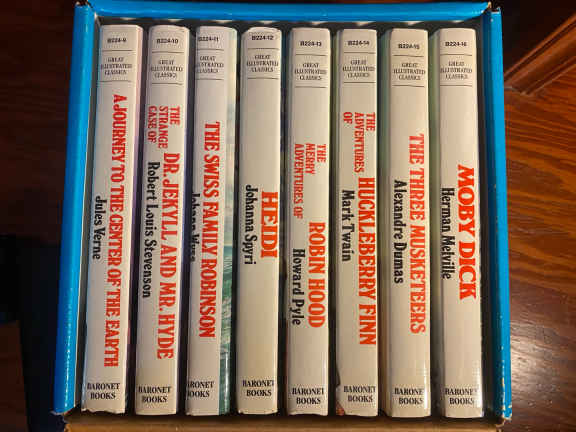 B224-9
GREAT
ILLUSTRATED
CLASSICS
A JOURNEY TO THE CENTER OF THE EARTH
Jules Verne
BARONET
BOOKS
B224-10
GREAT
ILLUSTRATED
CLASSICS
THE
STRANGE
CASE OF
DR. JEKYLL AND MR. HYDE
Robert Louis Stevenson
BARONET
BOOKS
B224-11
GREAT
ILLUSTRATED
CLASSICS
THE SWISS FAMILY ROBINSON
Johann Wyss
BARONET
BOOKS
B224-12
GREAT
ILLUSTRATED
CLASSICS
HEIDI
Johanna Spyri
BARONET
BOOKS
B224-13
GREAT
ILLUSTRATED
CLASSICS
THE
MERRY
ADVENTURES OF
ROBIN HOOD
Howard Pyle
BARONET
BOOKS
B224-14
GREAT
ILLUSTRATED
CLASSICS
THE
ADVENTURES
OF
HUCKLEBERRY FINN
Mark Twain
BARONET
BOOKS
B224-15
GREAT
ILLUSTRATED
CLASSICS
THE THREE MUSKETEERS
Alexandre Dumas
BARONET
BOOKS
B224-16
GREAT
ILLUSTRATED
CLASSICS
MOBY DICK
Herman Melville
BARONET
BOOKS